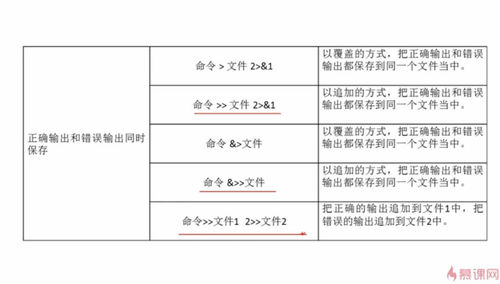 正确输出和错误输出同时
保存
命令 > 文件 2>&1
以覆盖的方式，把正确输出和错误
输出都保存到同一个文件当中。
命令 >> 文件 2>&1
以追加的方式，把正确输出和错误
输出都保存到同一个文件当中。
命令 &>文件
以覆盖的方式，把正确输出和错误
输出都保存到同一个文件当中。
命令 &>>文件
以追加的方式，把正确输出和错误
输出都保存到同一个文件当中。
命令>>文件1 2>>文件2
把正确的输出追加到文件1中，把
错误的输出追加到文件2中。
慕课网